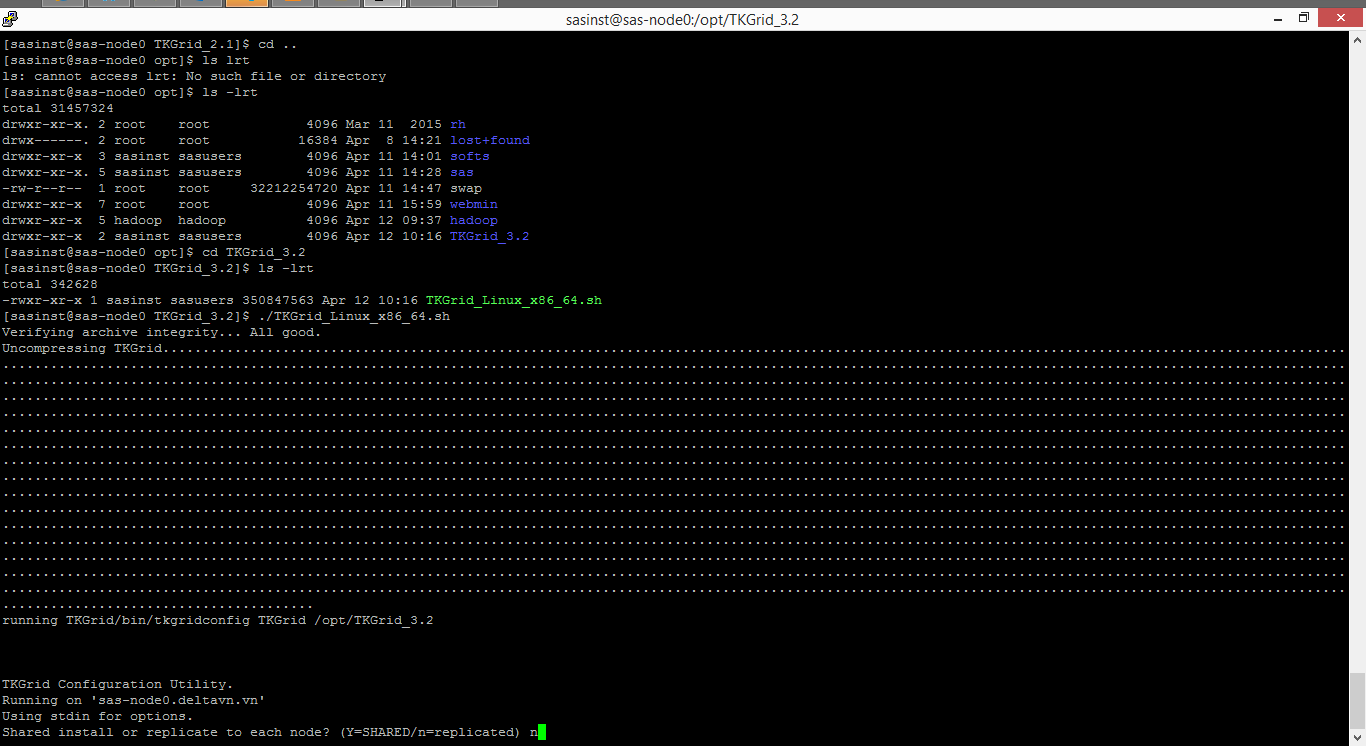 sasinst@sas-node0:/opt/TKGrid_3.2
[sasinst@sas-node0 TKGrid_2.1]$ cd ..
[sasinst@sas-node0 opt]$ ls lrt
ls: cannot access lrt: No such file or directory
[sasinst@sas-node0 opt]$ ls -lrt
total 31457324
drwxr-xr-x. 2 root    root            4096 Mar 11  2015 rh
drwx------. 2 root    root           16384 Apr  8 14:21 lost+found
drwxr-xr-x  3 sasinst sasusers        4096 Apr 11 14:01 softs
drwxr-xr-x. 5 sasinst sasusers        4096 Apr 11 14:28 sas
-rw-r--r--  1 root    root     32212254720 Apr 11 14:47 swap
drwxr-xr-x  7 root    root            4096 Apr 11 15:59 webmin
drwxr-xr-x  5 hadoop  hadoop          4096 Apr 12 09:37 hadoop
drwxr-xr-x  2 sasinst sasusers        4096 Apr 12 10:16 TKGrid_3.2
[sasinst@sas-node0 opt]$ cd TKGrid_3.2
[sasinst@sas-node0 TKGrid_3.2]$ ls -lrt
total 342628
-rwxr-xr-x 1 sasinst sasusers 350847563 Apr 12 10:16 TKGrid_Linux_x86_64.sh
[sasinst@sas-node0 TKGrid_3.2]$ ./TKGrid_Linux_x86_64.sh
Verifying archive integrity... All good.
Uncompressing TKGrid....................................................................................................................................................
running TKGrid/bin/tkgridconfig TKGrid /opt/TKGrid_3.2
TKGrid Configuration Utility.
Running on 'sas-node0.deltavn.vn'
Using stdin for options.
Shared install or replicate to each node? (Y=SHARED/n=replicated) n